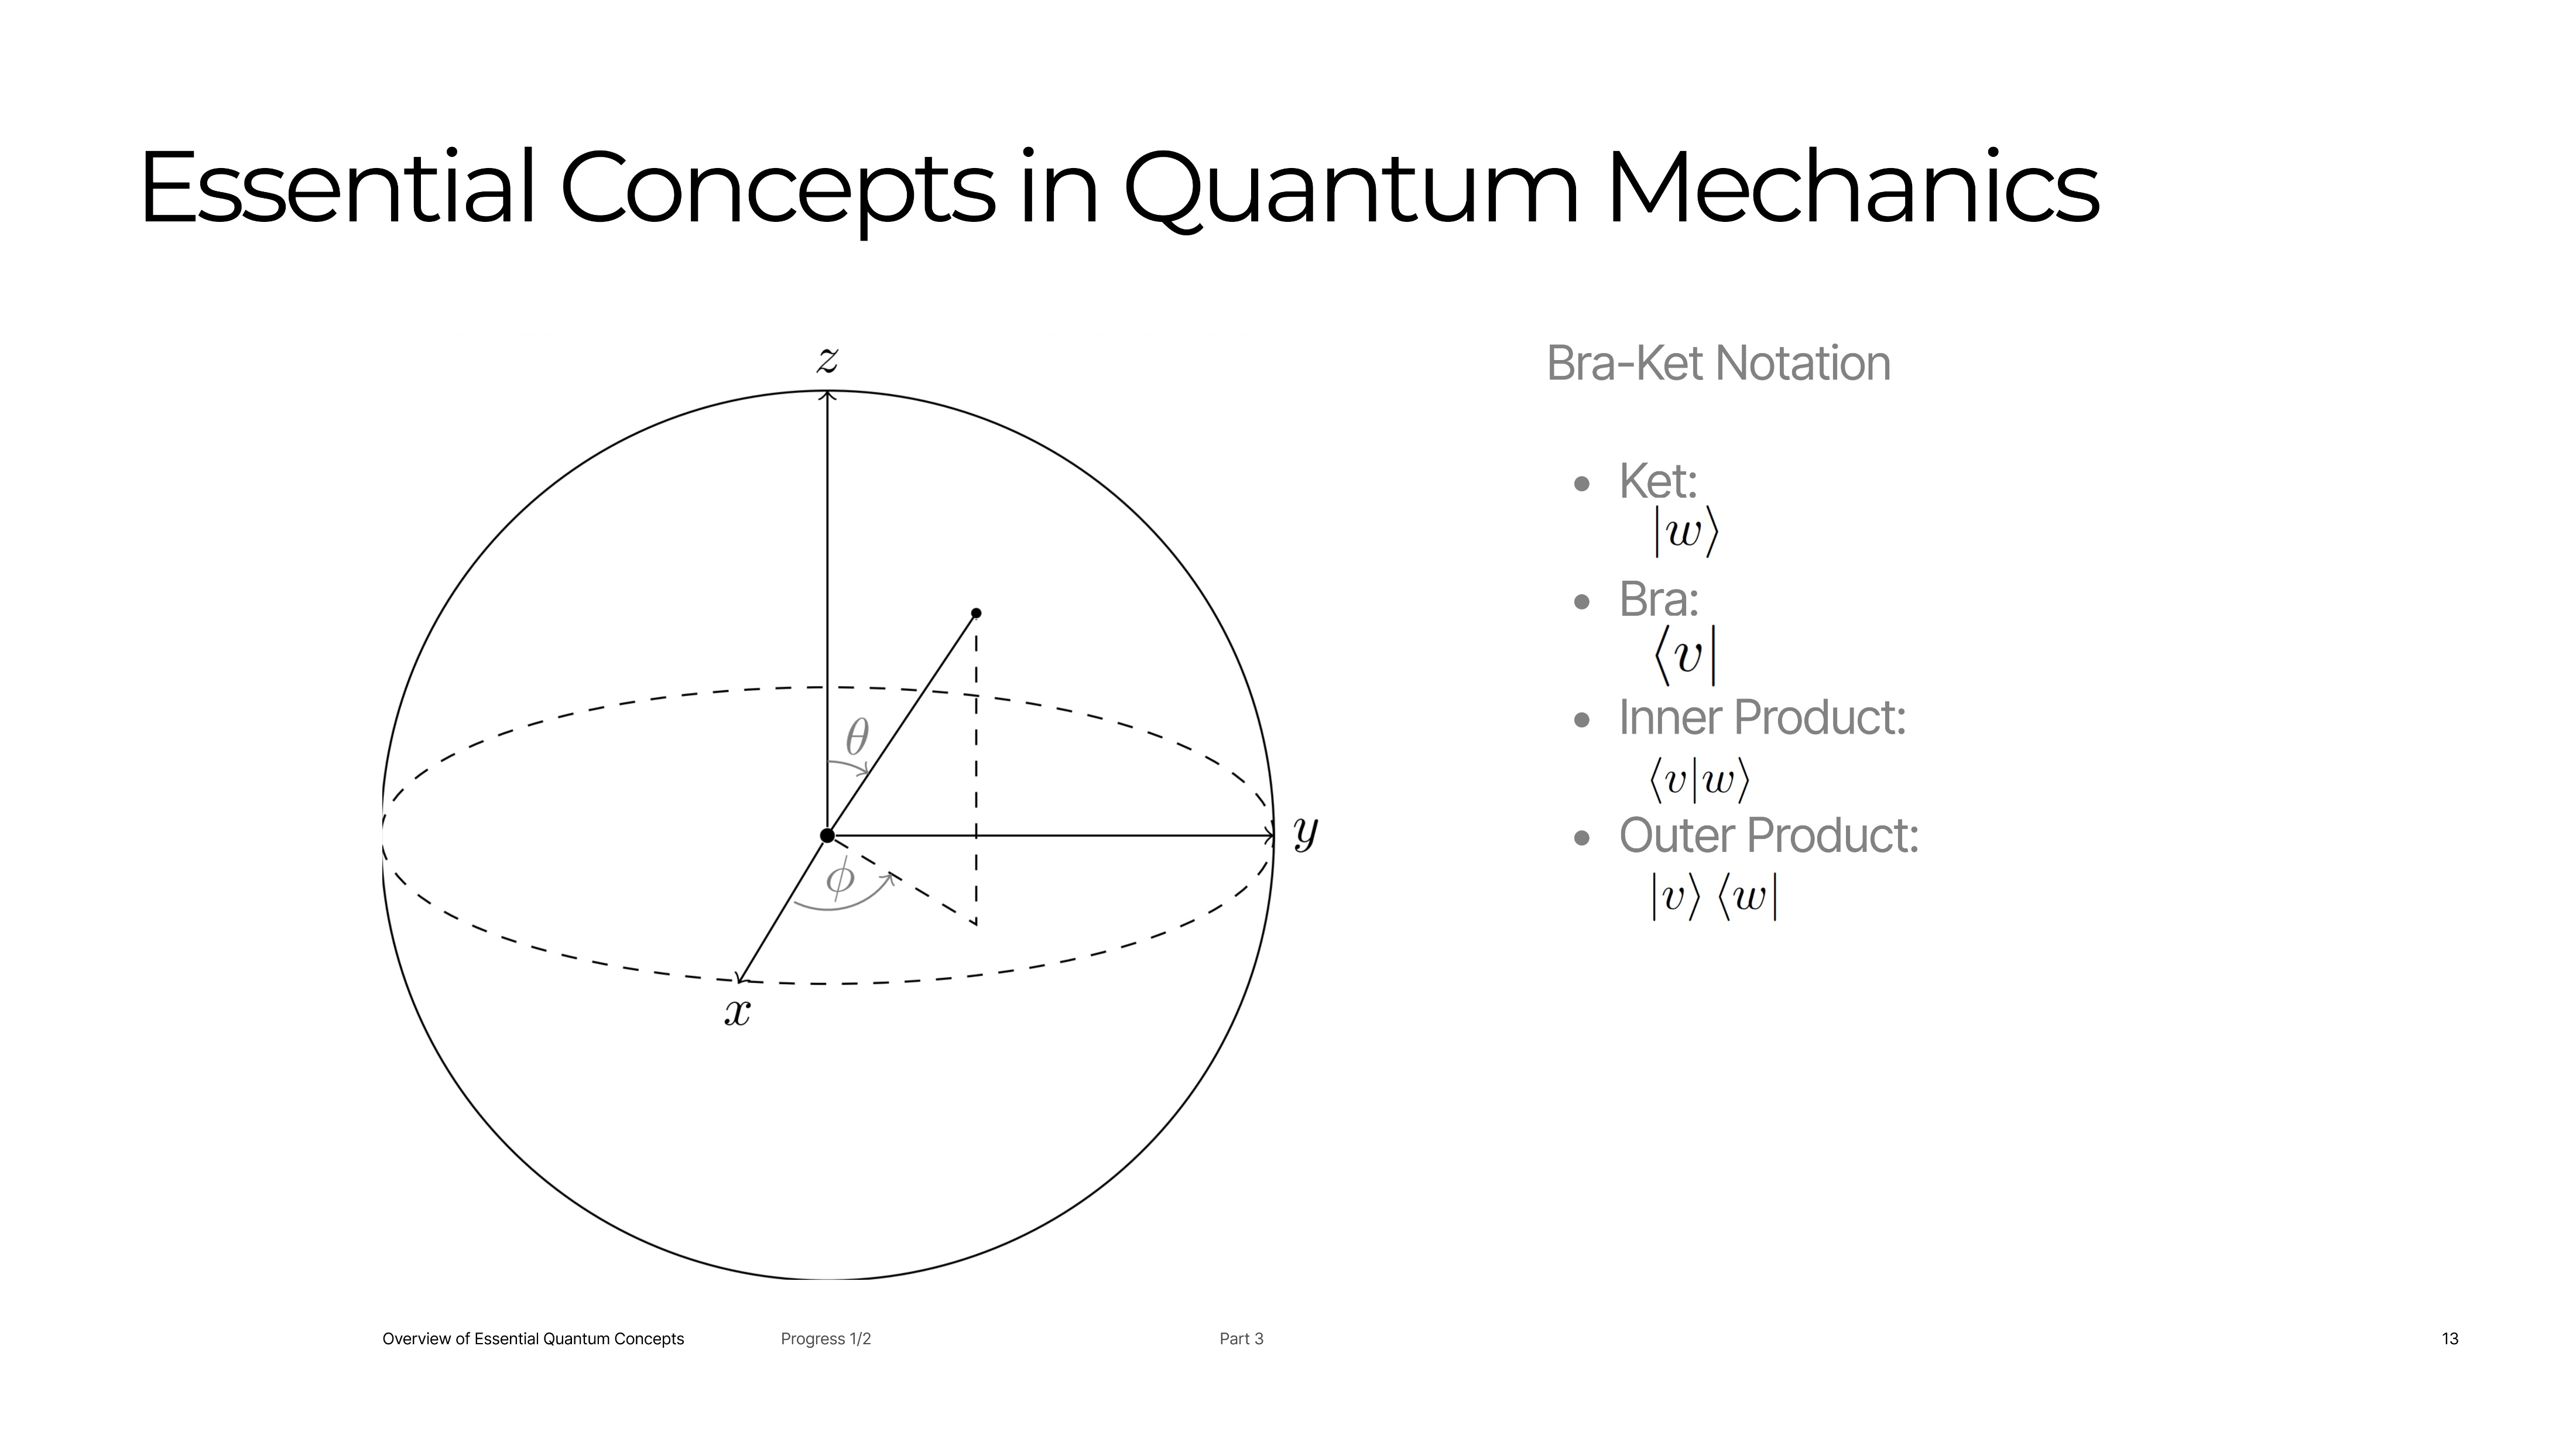 Essential Concepts in Quantum Mechanics
z
θ
y
ϕ
x
Bra-Ket Notation
• Ket:
|w⟩
• Bra:
⟨v|
• Inner Product:
⟨v|w⟩
• Outer Product:
|v⟩ ⟨w|
Overview of Essential Quantum Concepts
Progress 1/2
Part 3
13